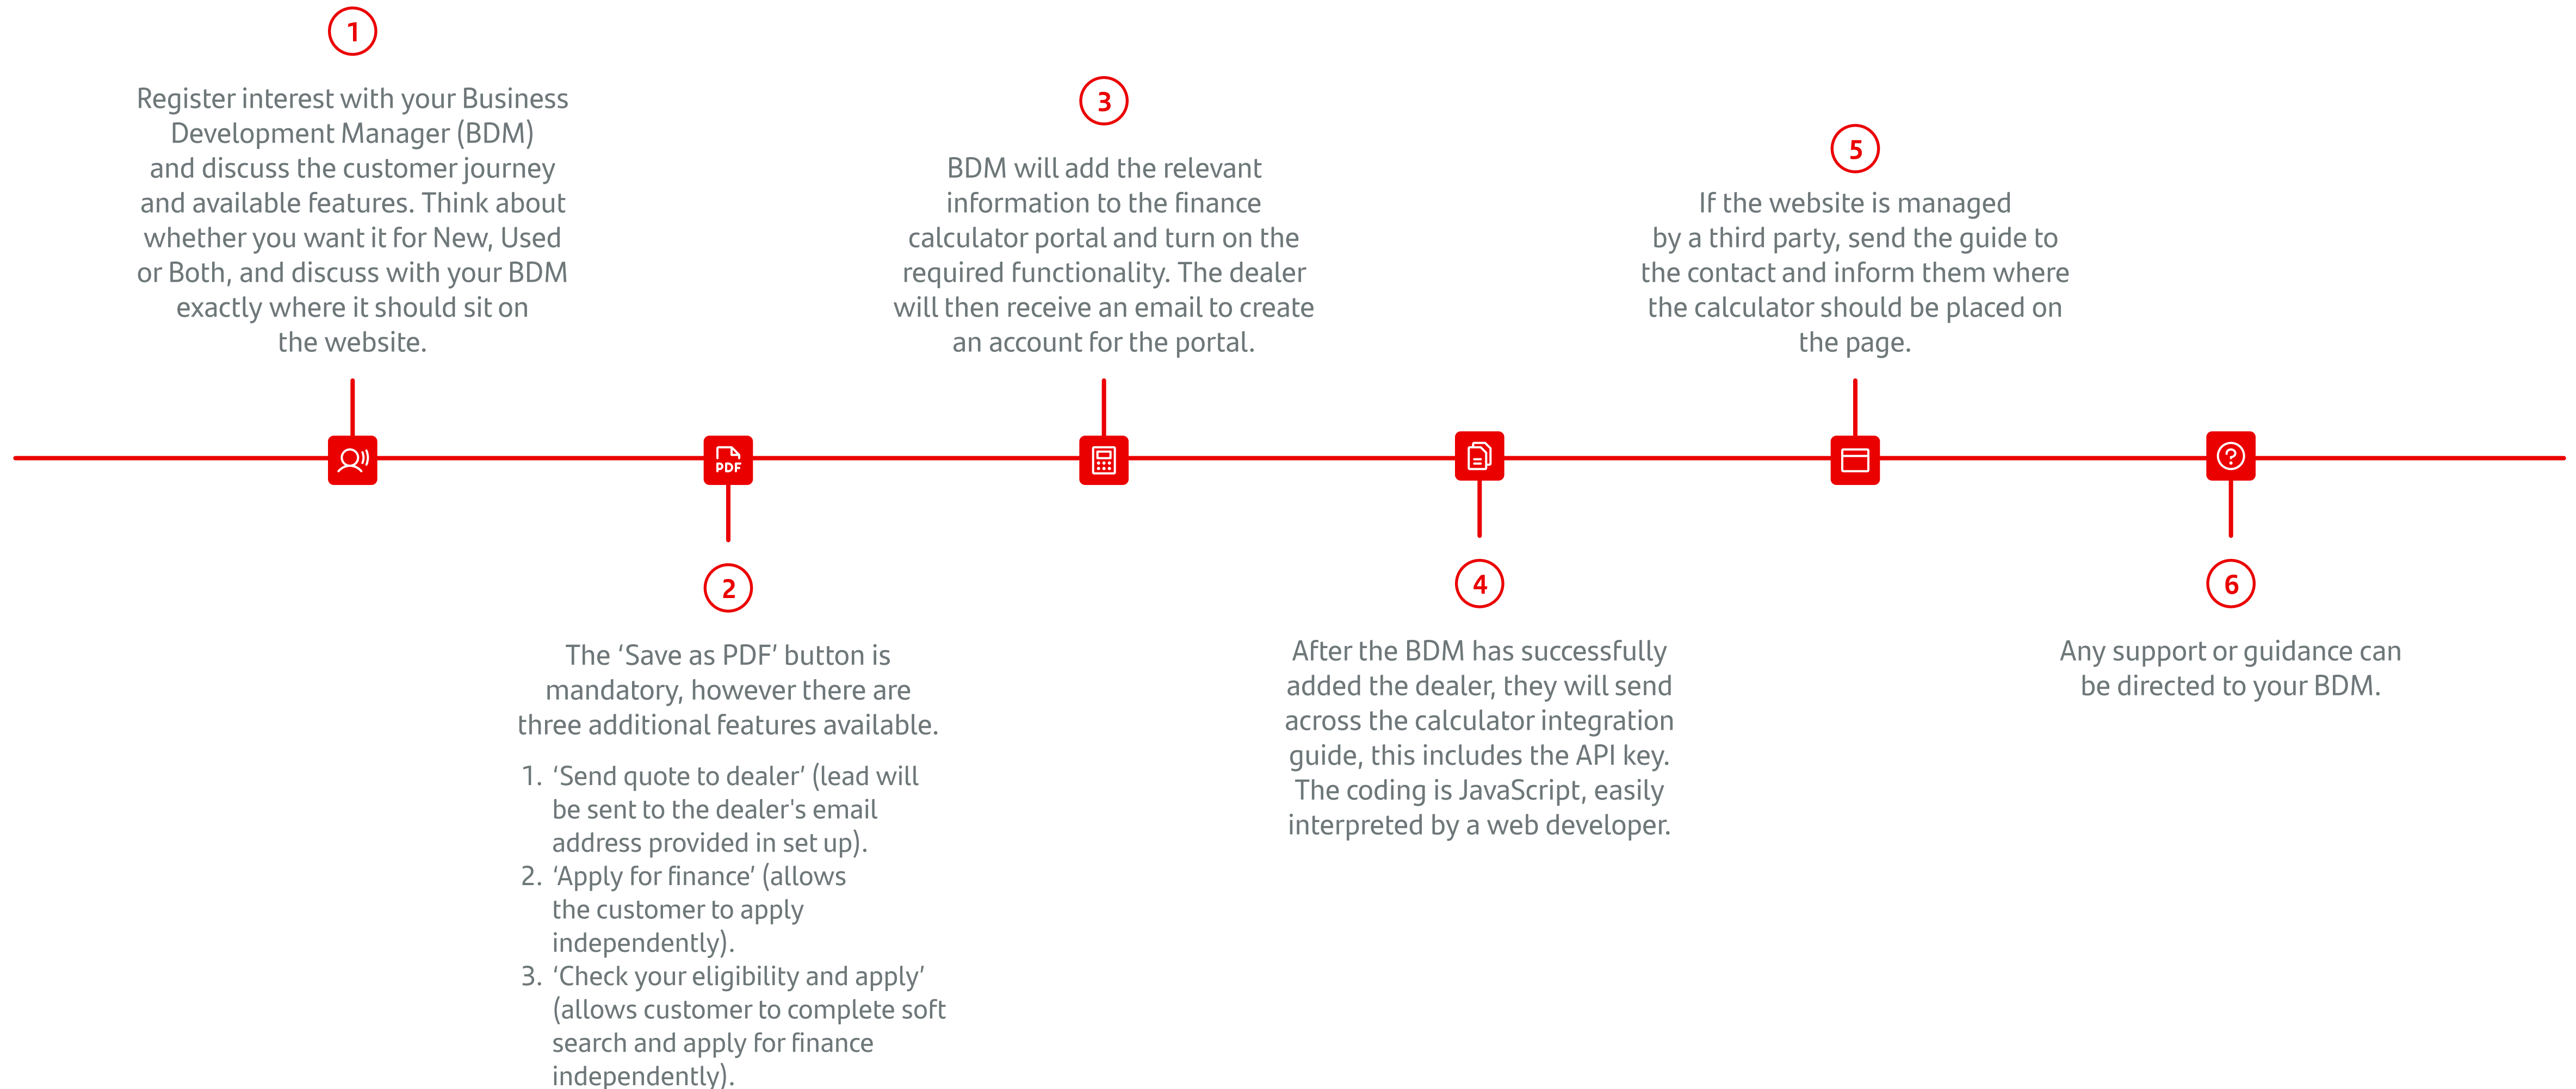 1
Register interest with your Business
Development Manager (BDM)
and discuss the customer journey
and available features. Think about
whether you want it for New, Used
or Both, and discuss with your BDM
exactly where it should sit on
the website.
PDF
2
The ‘Save as PDF’ button is
mandatory, however there are
three additional features available.
1. ‘Send quote to dealer’ (lead will
be sent to the dealer's email
address provided in set up).
2. ‘Apply for finance’ (allows
the customer to apply
independently).
3. ‘Check your eligibility and apply’
(allows customer to complete soft
search and apply for finance
independently).
3
BDM will add the relevant
information to the finance
calculator portal and turn on the
required functionality. The dealer
will then receive an email to create
an account for the portal.
4
After the BDM has successfully
added the dealer, they will send
across the calculator integration
guide, this includes the API key.
The coding is JavaScript, easily
interpreted by a web developer.
5
If the website is managed
by a third party, send the guide to
the contact and inform them where
the calculator should be placed on
the page.
?
6
Any support or guidance can
be directed to your BDM.